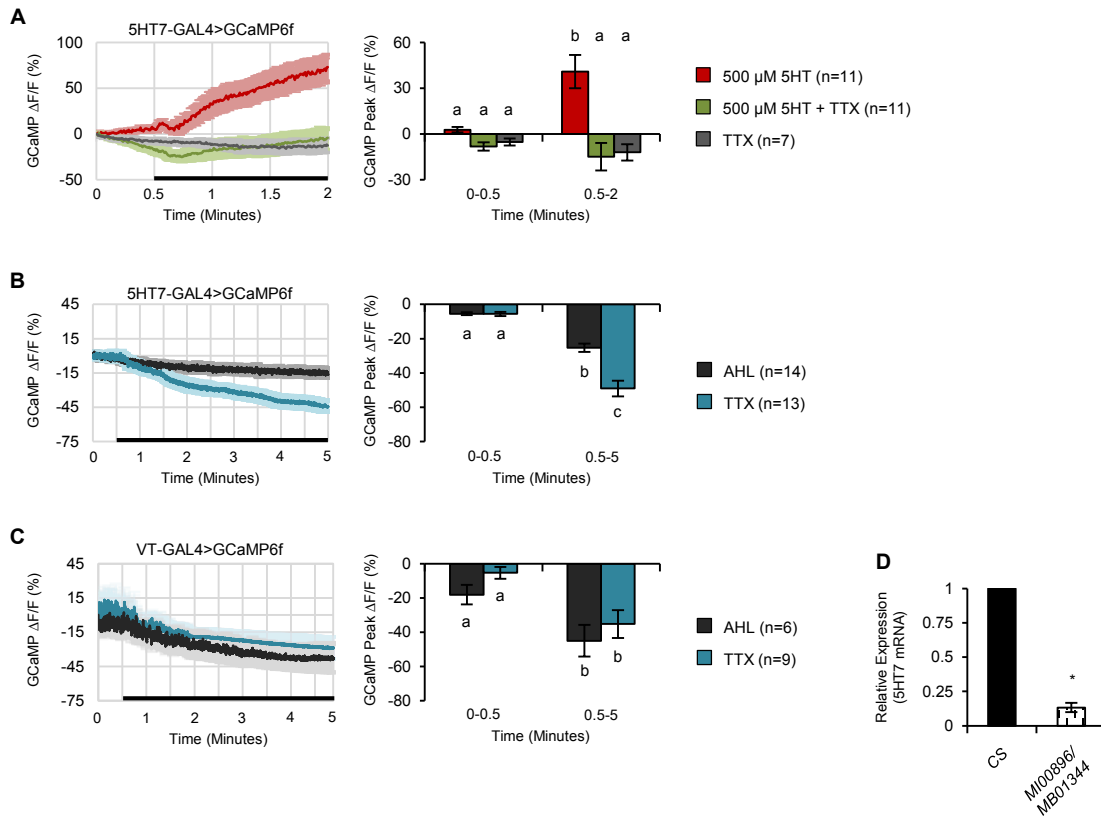 A
5HT7-GAL4>GCaMP6f
GCaMP ΔF/F (%)
100
50
0
-50
0 0.5 1 1.5 2
Time (Minutes)
GCaMP Peak ΔF/F (%)
60
30
0
-30
a a a b a a
0-0.5 0.5-2
Time (Minutes)
500 µM 5HT (n=11)
500 µM 5HT + TTX (n=11)
TTX (n=7)
B
5HT7-GAL4>GCaMP6f
GCaMP ΔF/F (%)
45
15
-15
-45
-75
0 1 2 3 4 5
Time (Minutes)
GCaMP Peak ΔF/F (%)
0
-20
-40
-60
-80
a a b c
0-0.5 0.5-5
Time (Minutes)
AHL (n=14)
TTX (n=13)
C
VT-GAL4>GCaMP6f
GCaMP ΔF/F (%)
45
15
-15
-45
-75
0 1 2 3 4 5
Time (Minutes)
GCaMP Peak ΔF/F (%)
0
-20
-40
-60
-80
a a b b
0-0.5 0.5-5
Time (Minutes)
AHL (n=6)
TTX (n=9)
D
Relative Expression
(5HT7 mRNA)
1
0.75
0.5
0.25
0
*
CS
MI00896/
MB01344